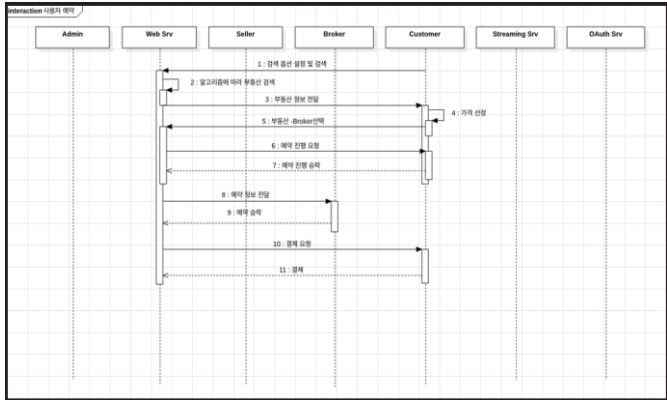 interaction 사용자 예약
Admin
Web Srv
Seller
Broker
Customer
Streaming Srv
OAuth Srv
1 : 검색 옵션 설정 및 검색
2 : 알고리즘에 따라 부동산 검색
3 : 부동산 정보 전달
4 : 가격 선정
5 : 부동산 -Broker선택
6 : 예약 진행 요청
7 : 예약 진행 승락
8 : 예약 정보 전달
9 : 예약 승락
10 : 결제 요청
11 : 결제